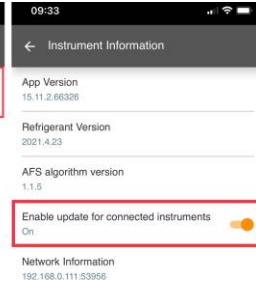 09:33
Instrument Information
App Version
15.11.2.66326
Refrigerant Version
2021.4.23
AFS algorithm version
1.1.5
Enable update for connected instruments
On
Network Information
192.168.0.111:53956